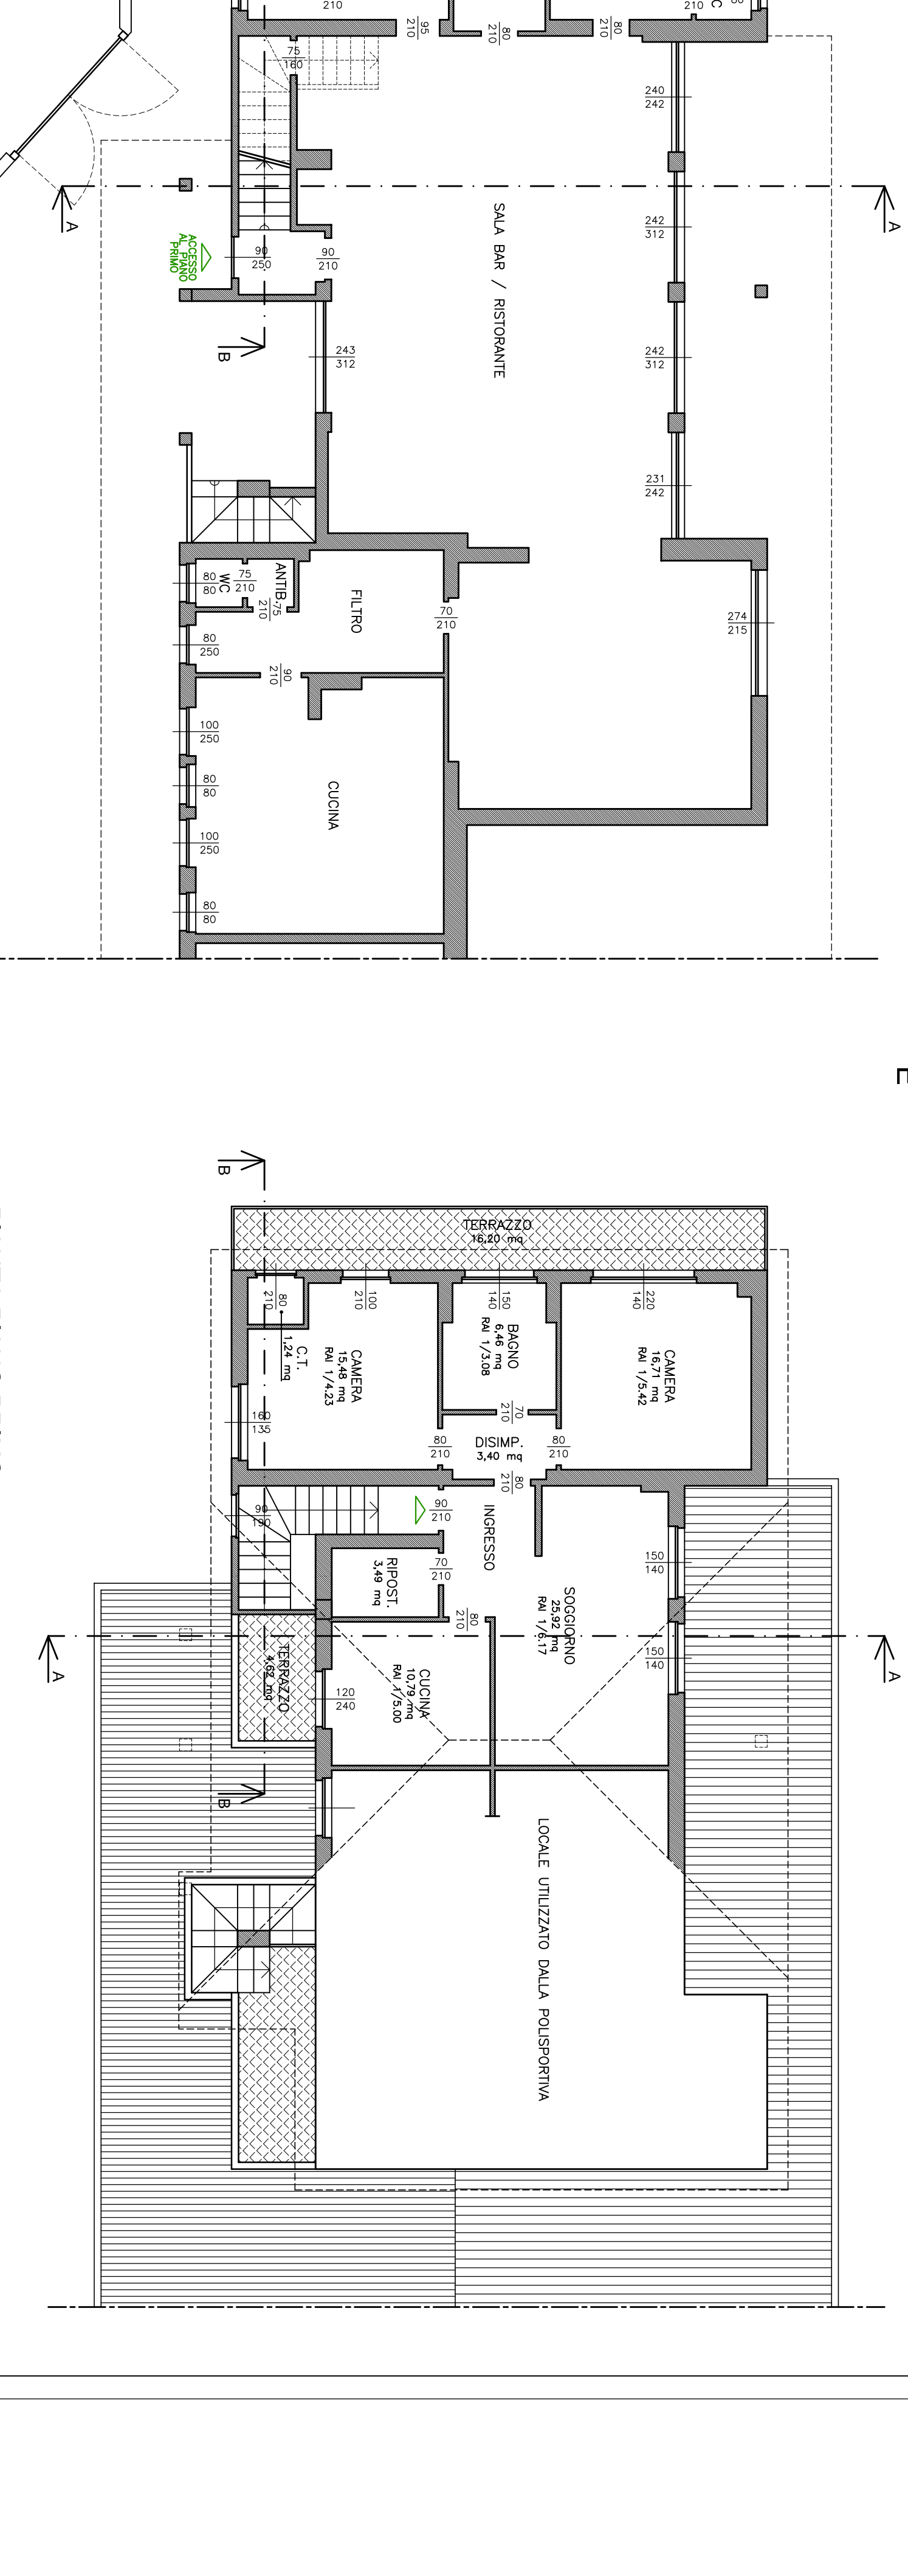 210
95
210
80
210
80
210
210
75
160
240
242
A
A
242
312
SALA BAR / RISTORANTE
ACCESSO
AL PIANO
PRIMO
90
250
90
210
B
243
312
242
312
231
242
WC
80
80
75
210
ANTIB.
75
210
FILTRO
70
210
274
215
80
250
90
210
100
250
80
80
CUCINA
100
250
80
80
B
TERRAZZO
16,20 mq
80
210
100
210
150
140
220
140
C.T.
1,24 mq
CAMERA
15,48 mq
RAI 1/4.23
BAGNO
6,46 mq
RAI 1/3.08
CAMERA
16,71 mq
RAI 1/5.42
160
135
70
210
80
210
DISIMP.
3,40 mq
80
210
80
210
90
190
90
210
INGRESSO
150
140
RIPOST.
3,49 mq
70
210
80
210
SOGGIORNO
25,92 mq
RAI 1/6.17
A
A
150
140
TERRAZZO
4,62 mq
120
240
CUCINA
10,79 mq
RAI 1/5.00
B
LOCALE UTILIZZATO DALLA POLISPORTIVA